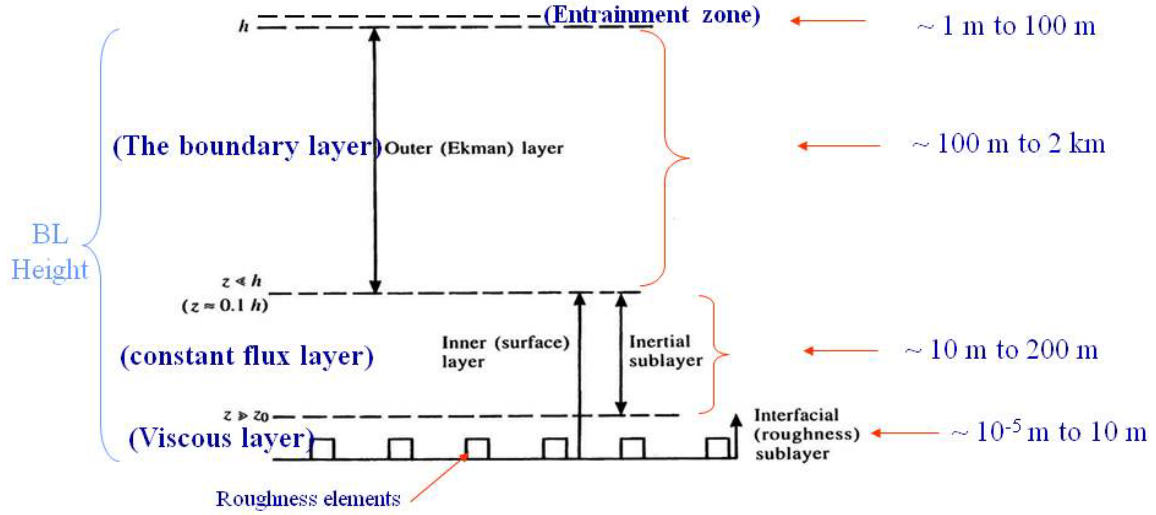 (Entrainment zone)
~ 1 m to 100 m
h
(The boundary layer)
Outer (Ekman) layer
~ 100 m to 2 km
BL
Height
z ≪ h
(z ≈ 0.1 h)
(constant flux layer)
Inner (surface)
layer
Inertial
sublayer
~ 10 m to 200 m
z ≫ z₀
(Viscous layer)
Interfacial
(roughness)
sublayer
~ 10⁻⁵ m to 10 m
Roughness elements